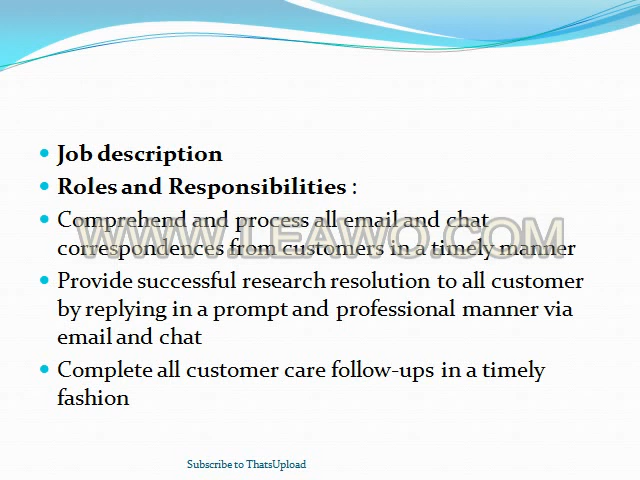 Job description
Roles and Responsibilities :
Comprehend and process all email and chat
correspondences from customers in a timely manner
WWW.LEAWO.COM
Provide successful research resolution to all customer
by replying in a prompt and professional manner via
email and chat
Complete all customer care follow-ups in a timely
fashion
Subscribe to ThatsUpload